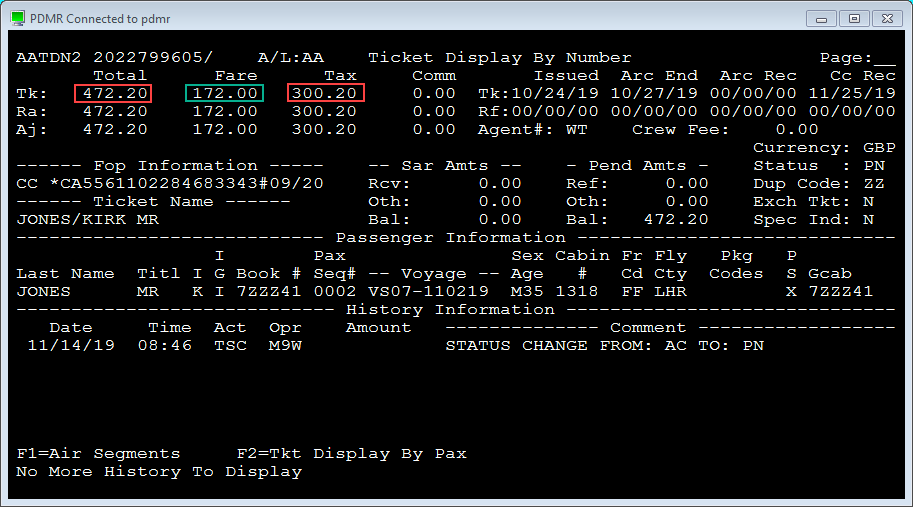 PDMR Connected to pdmr
AATDN2 2022799605/ A/L:AA Ticket Display By Number Page:__
Total Fare Tax Comm Issued Arc End Arc Rec Cc Rec
Tk: 472.20 172.00 300.20 0.00 Tk:10/24/19 10/27/19 00/00/00 11/25/19
Ra: 472.20 172.00 300.20 0.00 Rf:00/00/00 00/00/00 00/00/00 00/00/00
Aj: 472.20 172.00 300.20 0.00 Agent#: WT Crew Fee: 0.00
Currency: GBP
------ Fop Information ----- -- Sar Amts -- - Pend Amts - Status : PN
CC *CA5561102284683343#09/20 Rcv: 0.00 Ref: 0.00 Dup Code: ZZ
------ Ticket Name ------ Oth: 0.00 Oth: 0.00 Exch Tkt: N
JONES/KIRK MR Bal: 0.00 Bal: 472.20 Spec Ind: N
---------------------------- Passenger Information -----------------------------
I Pax Sex Cabin Fr Fly Pkg P
Last Name Titl I G Book # Seq# -- Voyage -- Age # Cd Cty Codes S Gcab
JONES MR K I 7ZZZ41 0002 VS07-110219 M35 1318 FF LHR X 7ZZZ41
----------------------------- History Information ------------------------------
Date Time Act Opr Amount -------------- Comment ------------------
11/14/19 08:46 TSC M9W STATUS CHANGE FROM: AC TO: PN
F1=Air Segments F2=Tkt Display By Pax
No More History To Display